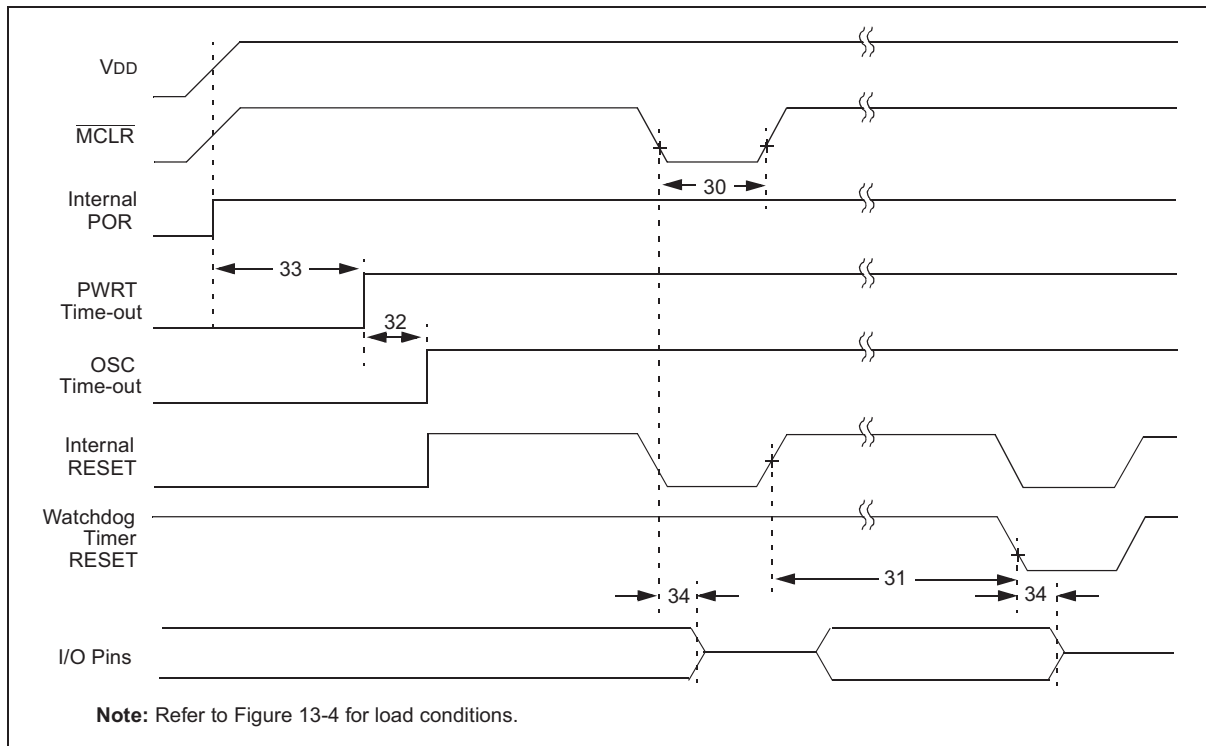 VDD
MCLR
Internal
POR
30
33
PWRT
Time-out
32
OSC
Time-out
Internal
RESET
Watchdog
Timer
RESET
31
34
34
I/O Pins
Note: Refer to Figure 13-4 for load conditions.